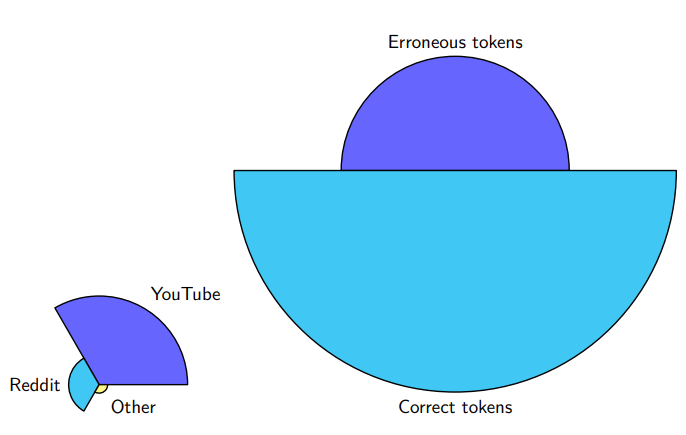 Erroneous tokens
YouTube
Reddit
Other
Correct tokens